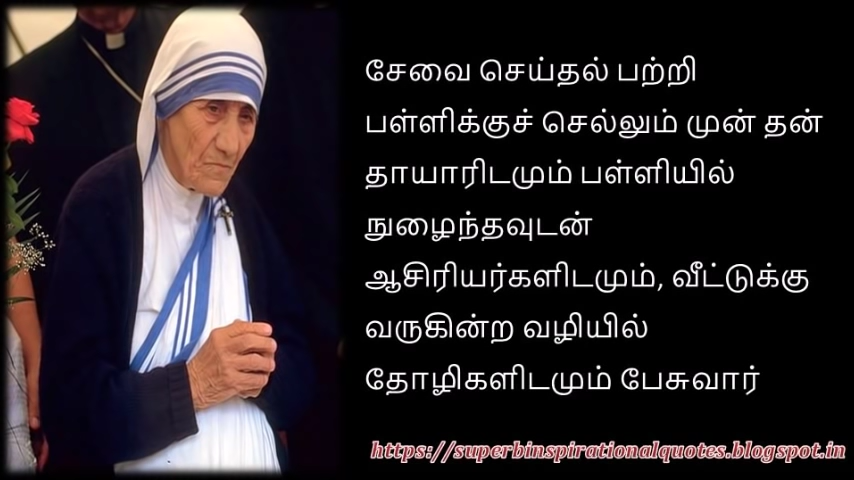 சேவை செய்தல் பற்றி
பள்ளிக்குச் செல்லும் முன் தன்
தாயாரிடமும் பள்ளியில்
நுழைந்தவுடன்
ஆசிரியர்களிடமும், வீட்டுக்கு
வருகின்ற வழியில்
தோழிகளிடமும் பேசுவார்
https://superbinspirationalquotes.blogspot.in